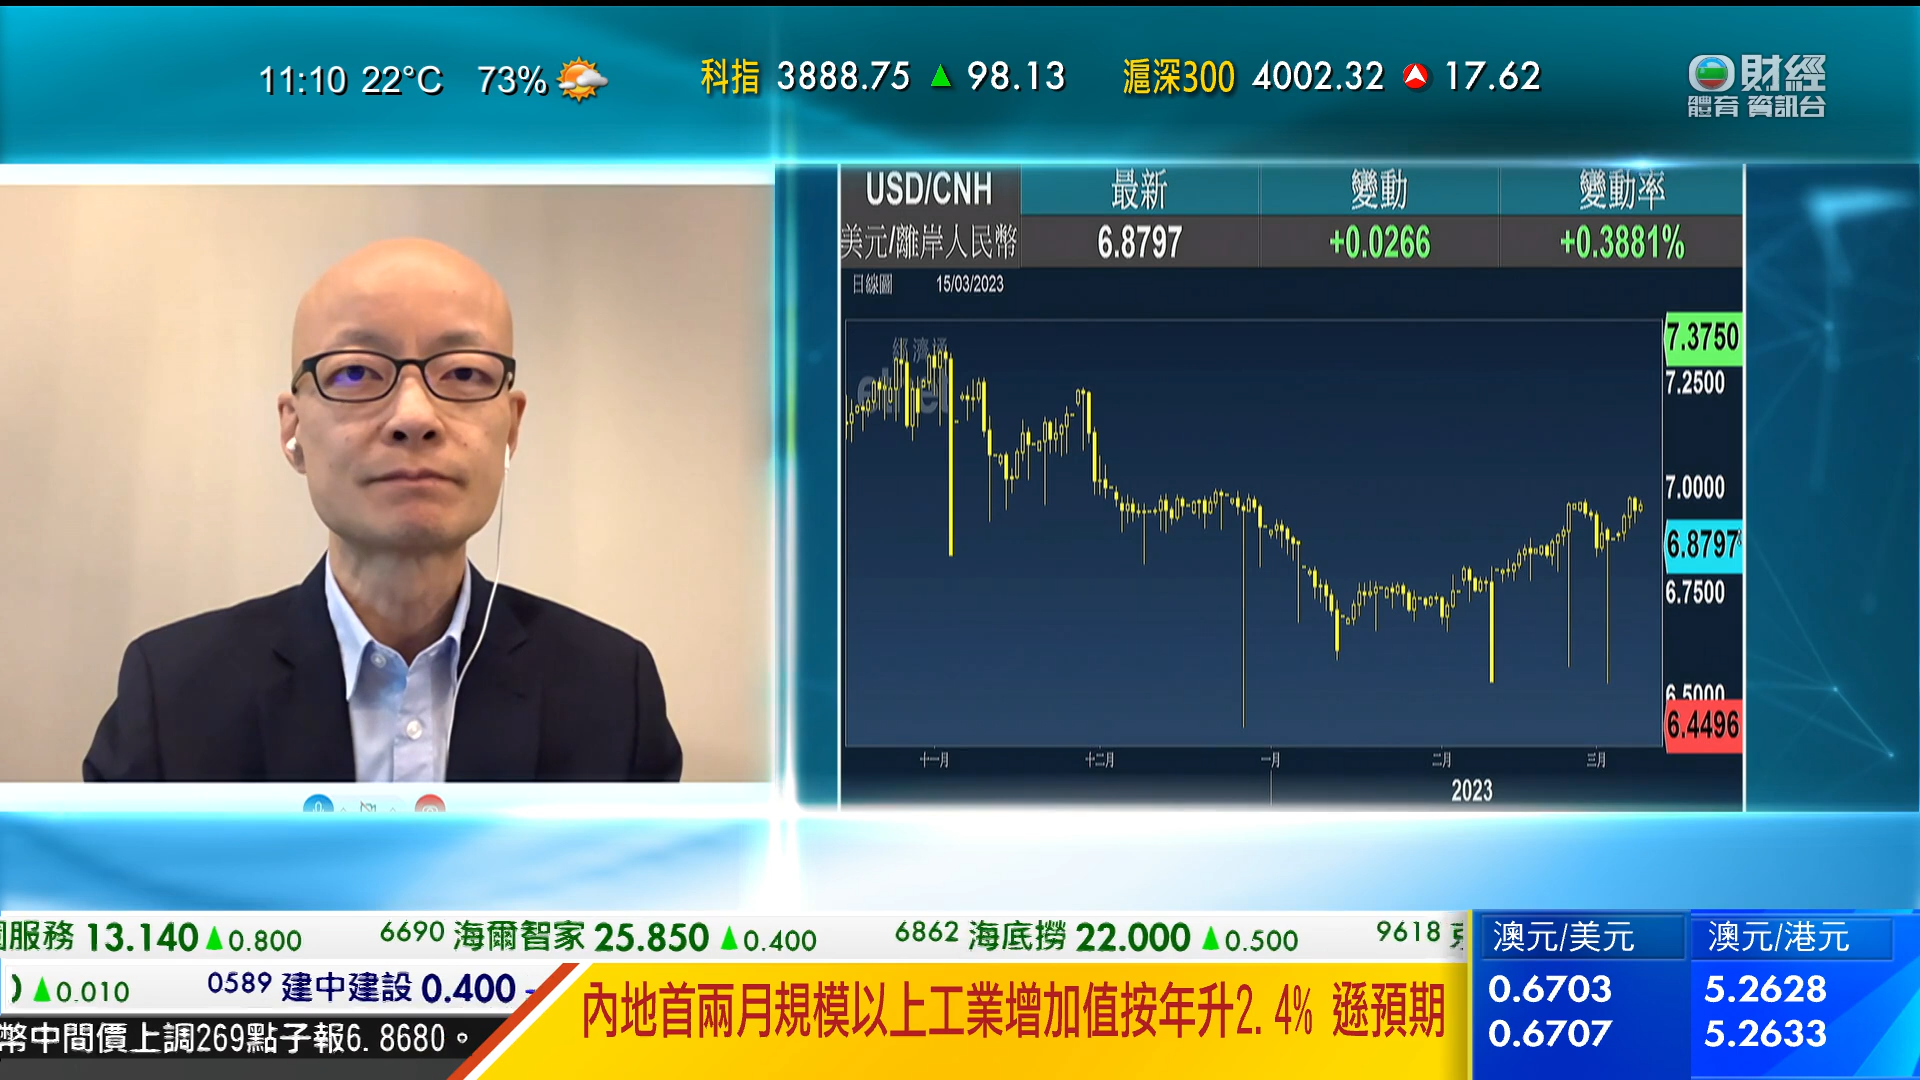 11:10 22°C 73%
科指 3888.75 ▲ 98.13 滬深300 4002.32 ▲ 17.62
財經
體育 資訊台
USD/CNH 最新 變動 變動率
美元/離岸人民幣 6.8797 +0.0266 +0.3881%
日線圖 15/03/2023
經濟通
etnet
7.3750
7.2500
7.0000
6.8797
6.7500
6.5000
6.4496
十一月 十二月 一月 二月 三月
2023
服務 13.140 ▲ 0.800 6690 海爾智家 25.850 ▲ 0.400 6862 海底撈 22.000 ▲ 0.500 9618
▲ 0.010 0589 建中建設 0.400
幣中間價上調269點子報6.8680。
內地首兩月規模以上工業增加值按年升2.4% 遜預期
澳元/美元 澳元/港元
0.6703 5.2628
0.6707 5.2633